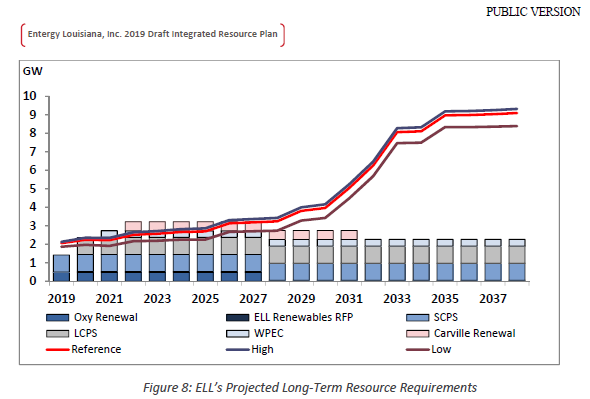 PUBLIC VERSION
Entergy Louisiana, Inc. 2019 Draft Integrated Resource Plan
GW
10
9
8
7
6
5
4
3
2
1
0
2019 2021 2023 2025 2027 2029 2031 2033 2035 2037
Oxy Renewal ELL Renewables RFP SCPS
LCPS WPEC Carville Renewal
Reference High Low
Figure 8: ELL's Projected Long-Term Resource Requirements